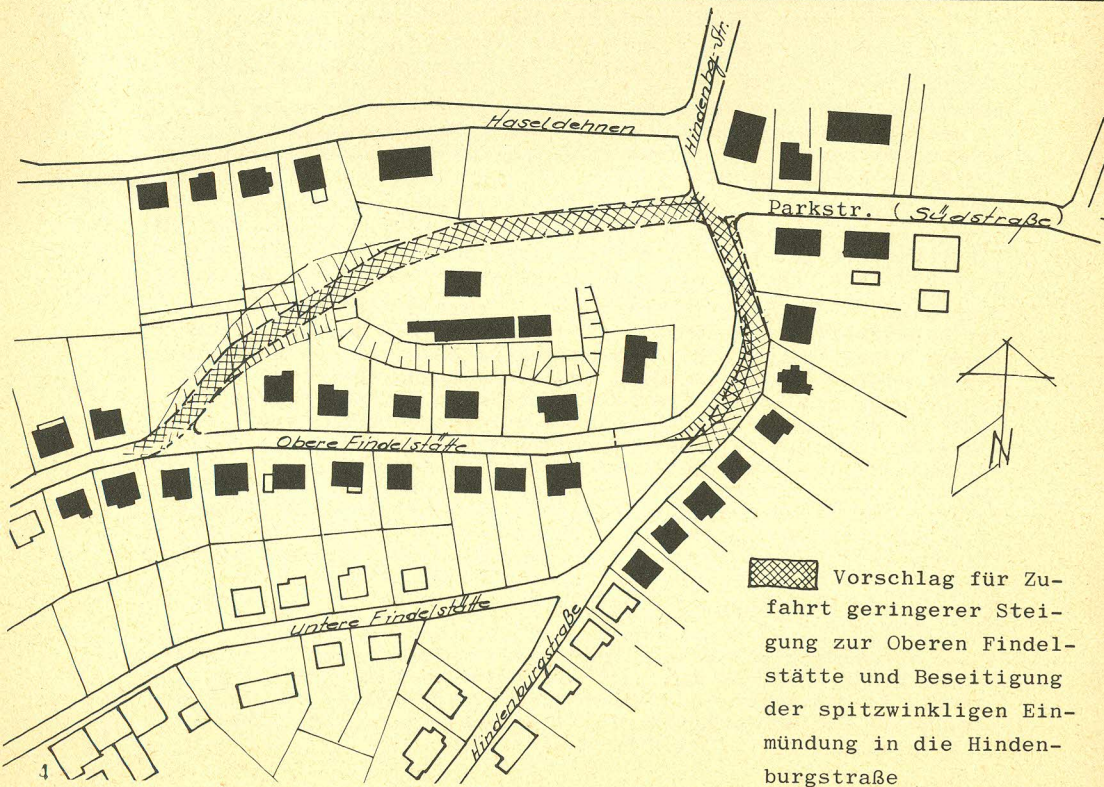 Hindenbg-Str.
Haseldehnen
Parkstr. (Südstraße)
Obere Findelstätte
N
untere Findelstätte
Hindenburgstraße
Vorschlag für Zu-
fahrt geringerer Stei-
gung zur Oberen Findel-
stätte und Beseitigung
der spitzwinkligen Ein-
mündung in die Hinden-
burgstraße